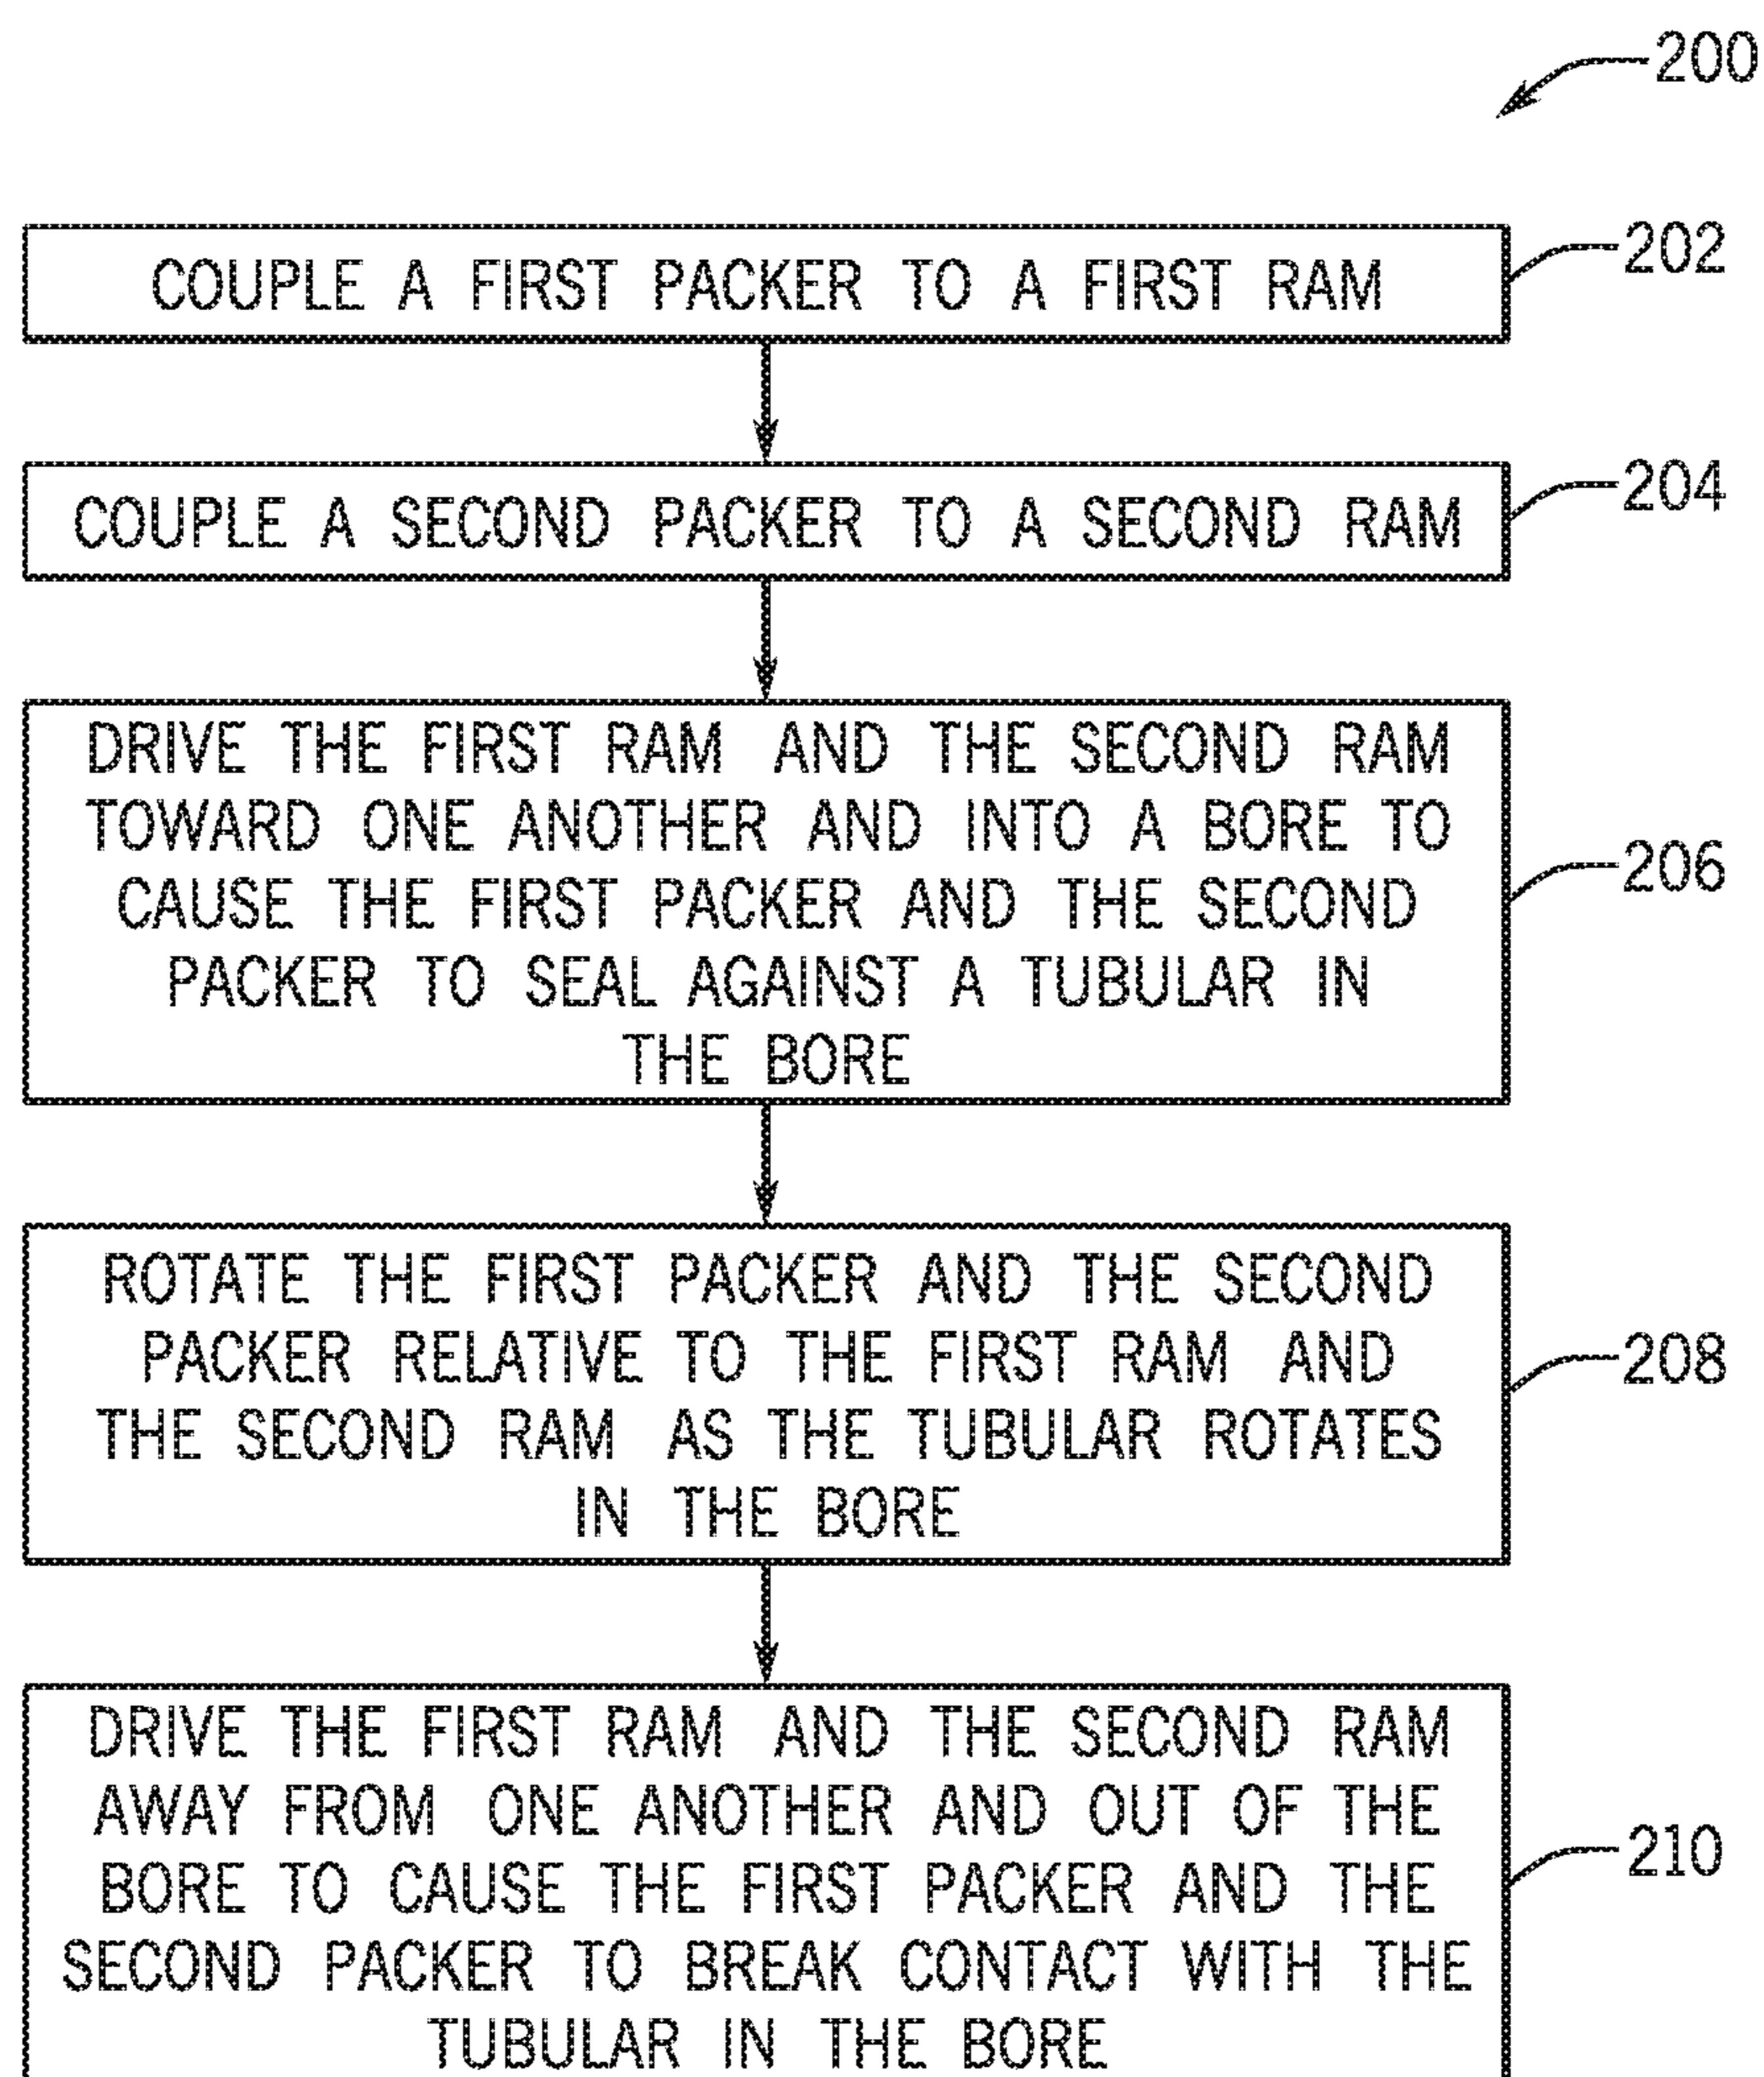 200
COUPLE A FIRST PACKER TO A FIRST RAM
202
COUPLE A SECOND PACKER TO A SECOND RAM
204
DRIVE THE FIRST RAM AND THE SECOND RAM
TOWARD ONE ANOTHER AND INTO A BORE TO
CAUSE THE FIRST PACKER AND THE SECOND
PACKER TO SEAL AGAINST A TUBULAR IN
THE BORE
206
ROTATE THE FIRST PACKER AND THE SECOND
PACKER RELATIVE TO THE FIRST RAM AND
THE SECOND RAM AS THE TUBULAR ROTATES
IN THE BORE
208
DRIVE THE FIRST RAM AND THE SECOND RAM
AWAY FROM ONE ANOTHER AND OUT OF THE
BORE TO CAUSE THE FIRST PACKER AND THE
SECOND PACKER TO BREAK CONTACT WITH THE
TUBULAR IN THE BORE
210